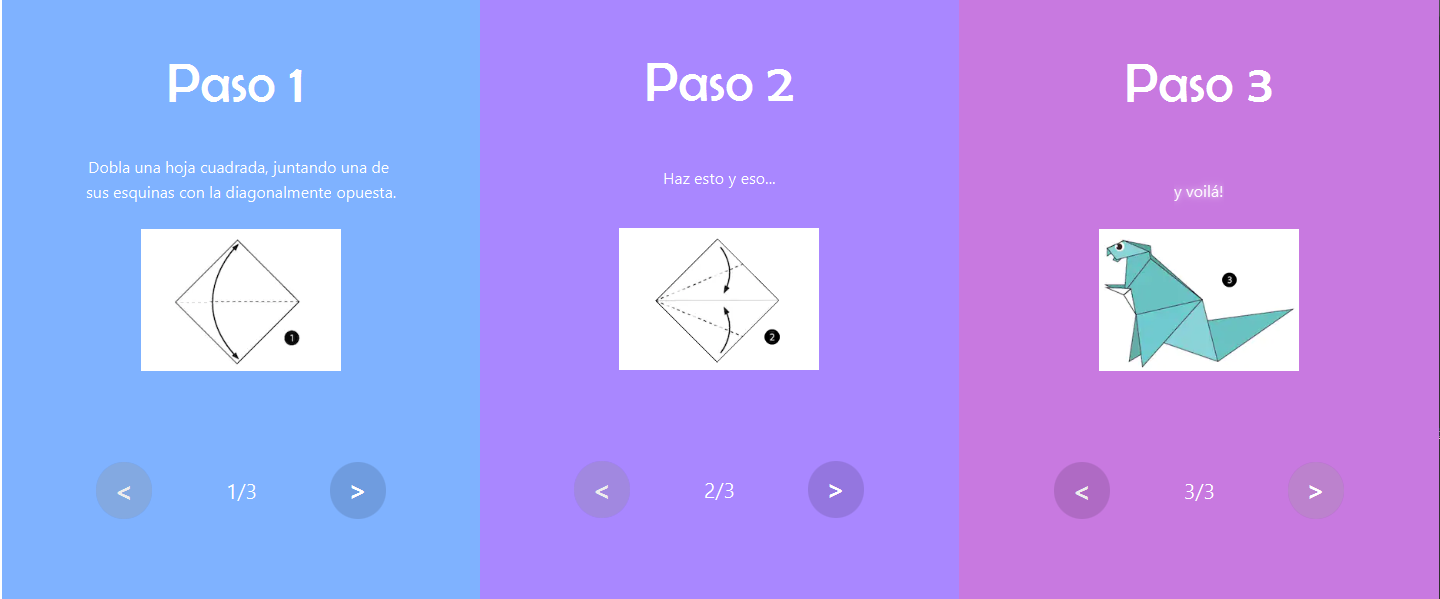 Paso 1
Dobla una hoja cuadrada, juntando una de
sus esquinas con la diagonalmente opuesta.
1
<
1/3
>
Paso 2
Haz esto y eso...
2
<
2/3
>
Paso 3
y voilá!
3
<
3/3
>